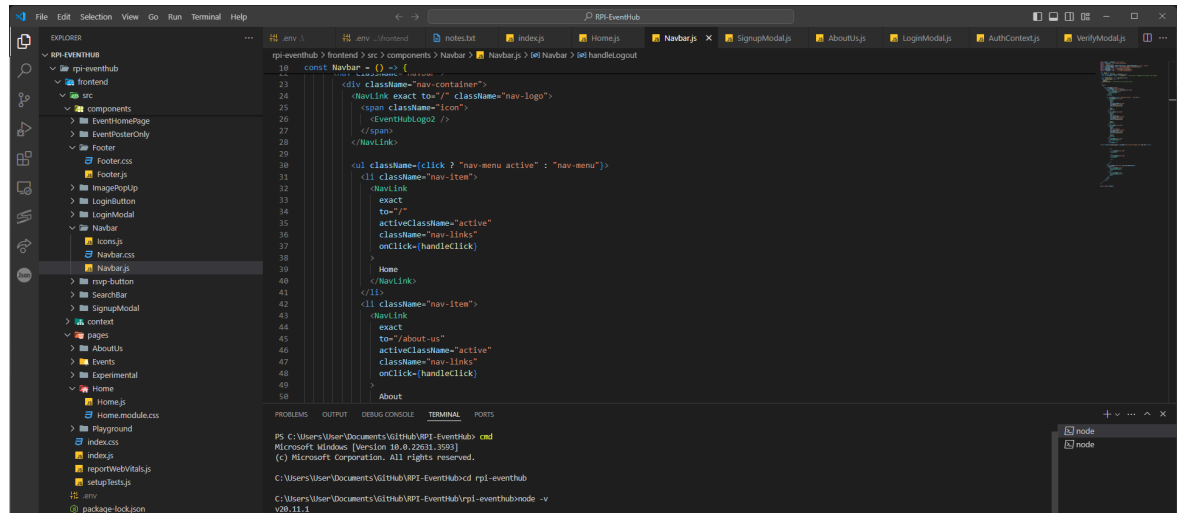 File Edit Selection View Go Run Terminal Help
RPI-EventHub
EXPLORER
RPI-EVENTHUB
rpi-eventhub
frontend
src
components
EventHomePage
EventPosterOnly
Footer
Footer.css
Footer.js
ImagePopUp
LoginButton
LoginModal
Navbar
Icons.js
Navbar.css
Navbar.js
rsvp-button
SearchBar
SignupModal
context
pages
AboutUs
Events
Experimental
Home
Home.js
Home.module.css
Playground
index.css
index.js
reportWebVitals.js
setupTests.js
.env
package-lock.json
.env .\ .env ...\frontend notes.txt index.js Home.js Navbar.js SignupModal.js AboutUs.js LoginModal.js AuthContext.js VerifyModal.js
rpi-eventhub > frontend > src > components > Navbar > Navbar.js > Navbar > handleLogout
10 const Navbar = () => {
23 <div className="nav-container">
24 <NavLink exact to="/" className="nav-logo">
25 <span className="icon">
26 <EventHubLogo2 />
27 </span>
28 </NavLink>
29
30 <ul className={click ? "nav-menu active" : "nav-menu"}>
31 <li className="nav-item">
32 <NavLink
33 exact
34 to="/"
35 activeClassName="active"
36 className="nav-links"
37 onClick={handleClick}
38 >
39 Home
40 </NavLink>
41 </li>
42 <li className="nav-item">
43 <NavLink
44 exact
45 to="/about-us"
46 activeClassName="active"
47 className="nav-links"
48 onClick={handleClick}
49 >
50 About
PROBLEMS OUTPUT DEBUG CONSOLE TERMINAL PORTS
PS C:\Users\User\Documents\GitHub\RPI-EventHub> cmd
Microsoft Windows [Version 10.0.22631.3593]
(c) Microsoft Corporation. All rights reserved.
C:\Users\User\Documents\GitHub\RPI-EventHub>cd rpi-eventhub
C:\Users\User\Documents\GitHub\RPI-EventHub\rpi-eventhub>node -v
v20.11.1
node
node